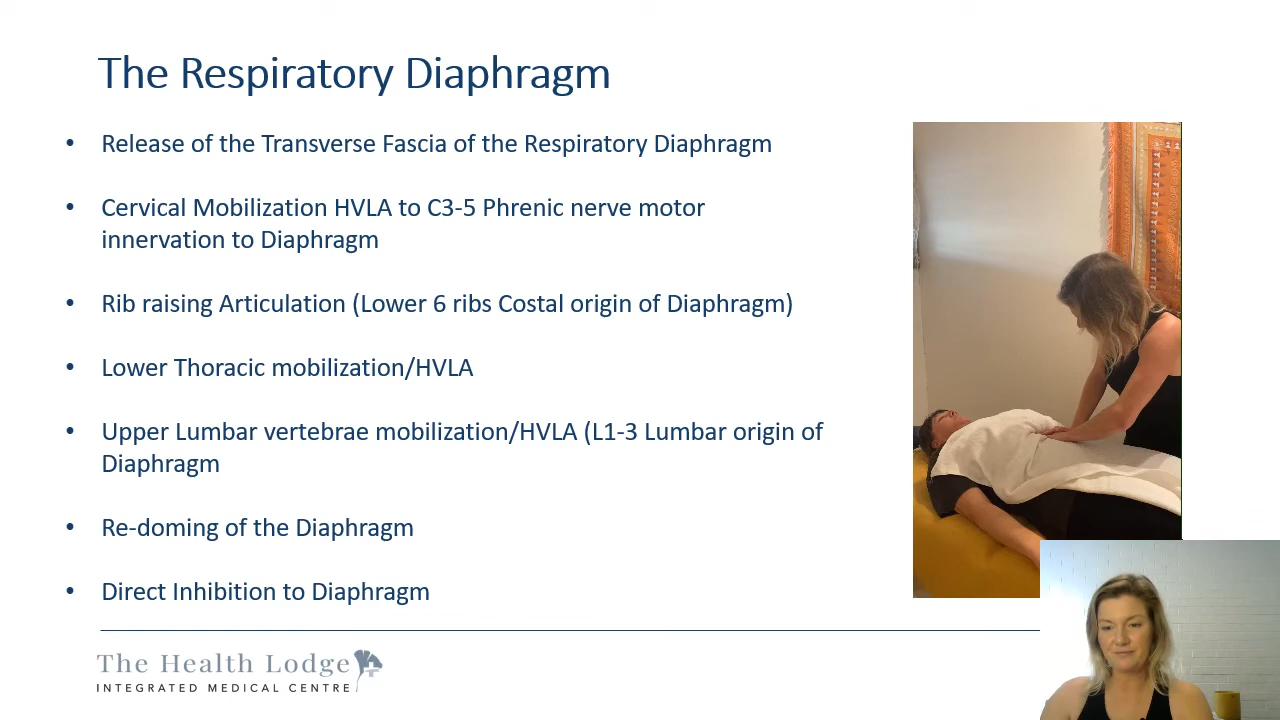 The Respiratory Diaphragm
• Release of the Transverse Fascia of the Respiratory Diaphragm
• Cervical Mobilization HVLA to C3-5 Phrenic nerve motor
innervation to Diaphragm
• Rib raising Articulation (Lower 6 ribs Costal origin of Diaphragm)
• Lower Thoracic mobilization/HVLA
• Upper Lumbar vertebrae mobilization/HVLA (L1-3 Lumbar origin of
Diaphragm
• Re-doming of the Diaphragm
• Direct Inhibition to Diaphragm
The Health Lodge
INTEGRATED MEDICAL CENTRE